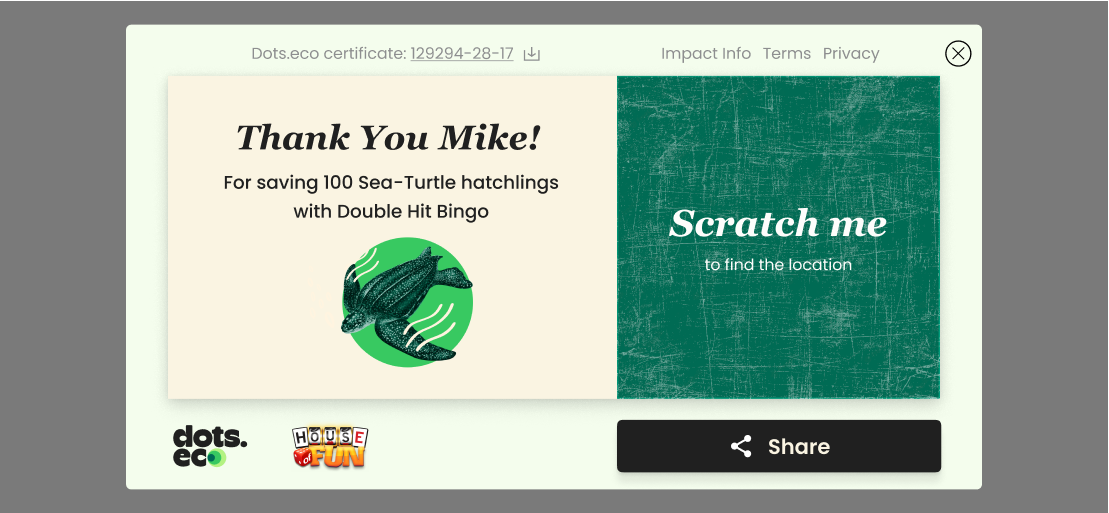 Dots.eco certificate: 129294-28-17
Impact Info Terms Privacy
Thank You Mike!
For saving 100 Sea-Turtle hatchlings
with Double Hit Bingo
Scratch me
to find the location
dots.
eco
HOUSE
of FUN
Share